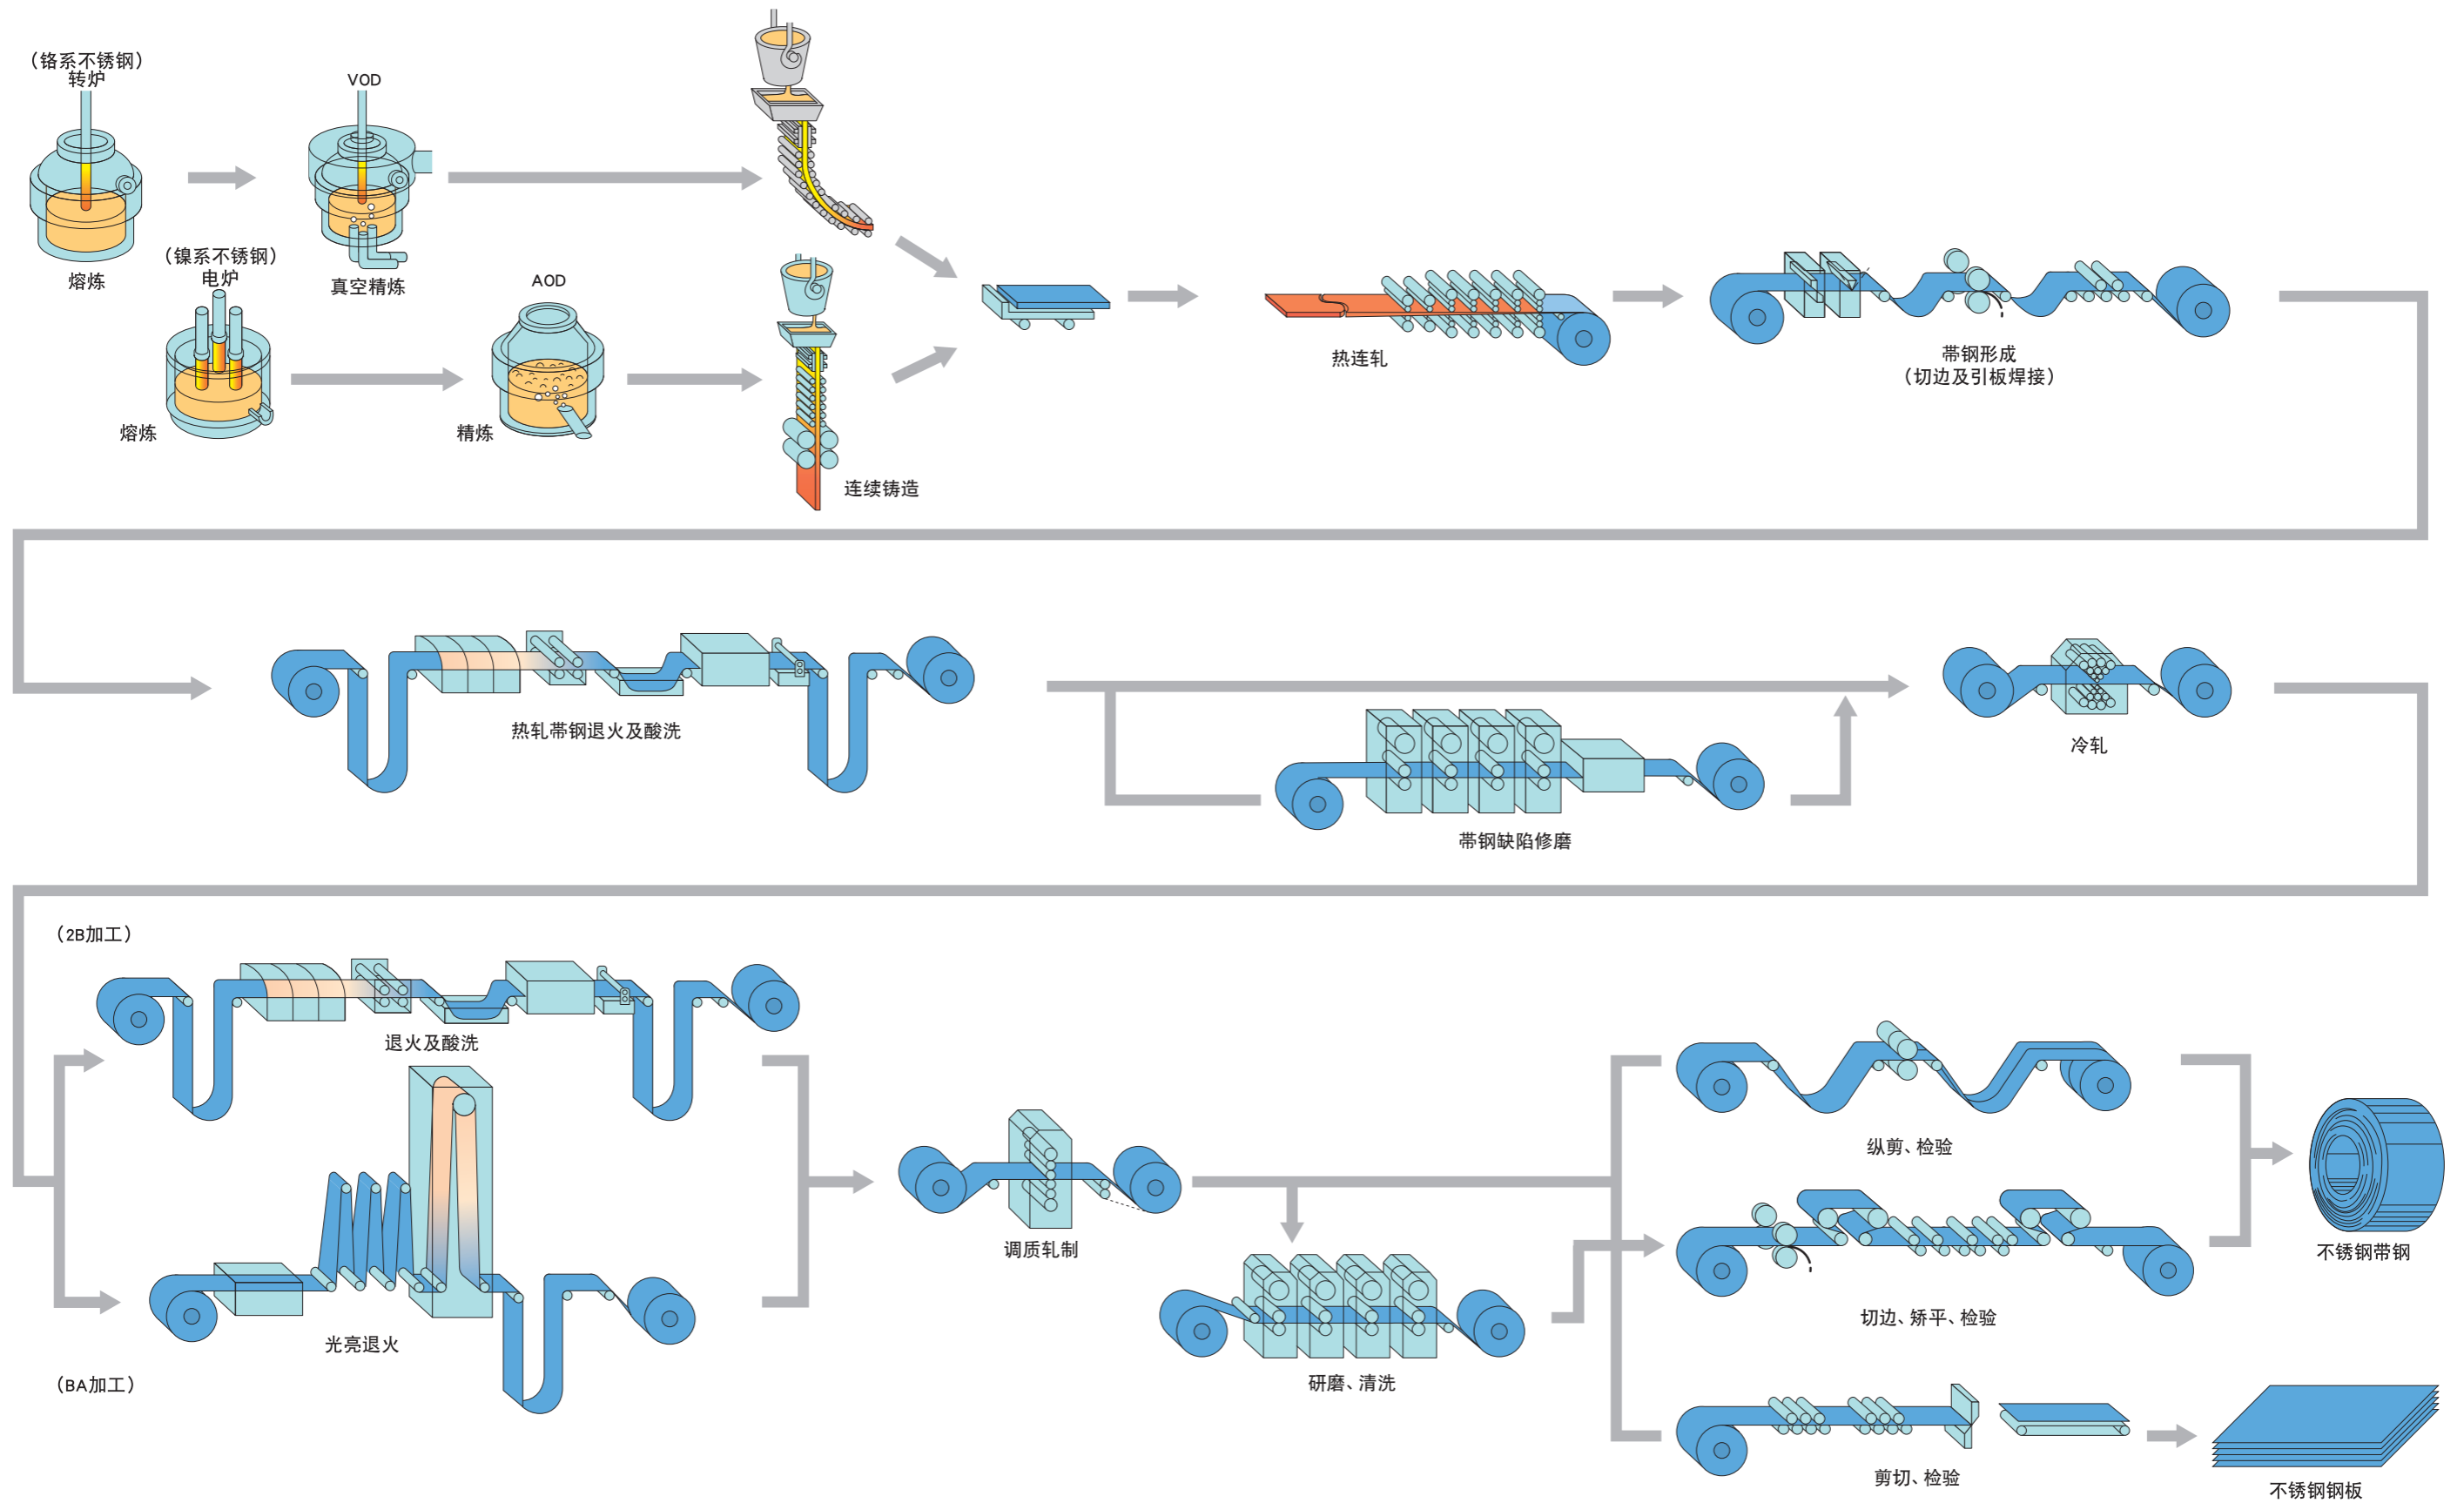 （铬系不锈钢）
转炉
VOD
熔炼
真空精炼
（镍系不锈钢）
电炉
AOD
熔炼
精炼
连续铸造
热连轧
带钢形成
（切边及引板焊接）
热轧带钢退火及酸洗
带钢缺陷修磨
冷轧
（2B加工）
退火及酸洗
光亮退火
（BA加工）
调质轧制
研磨、清洗
纵剪、检验
切边、矫平、检验
剪切、检验
不锈钢带钢
不锈钢钢板